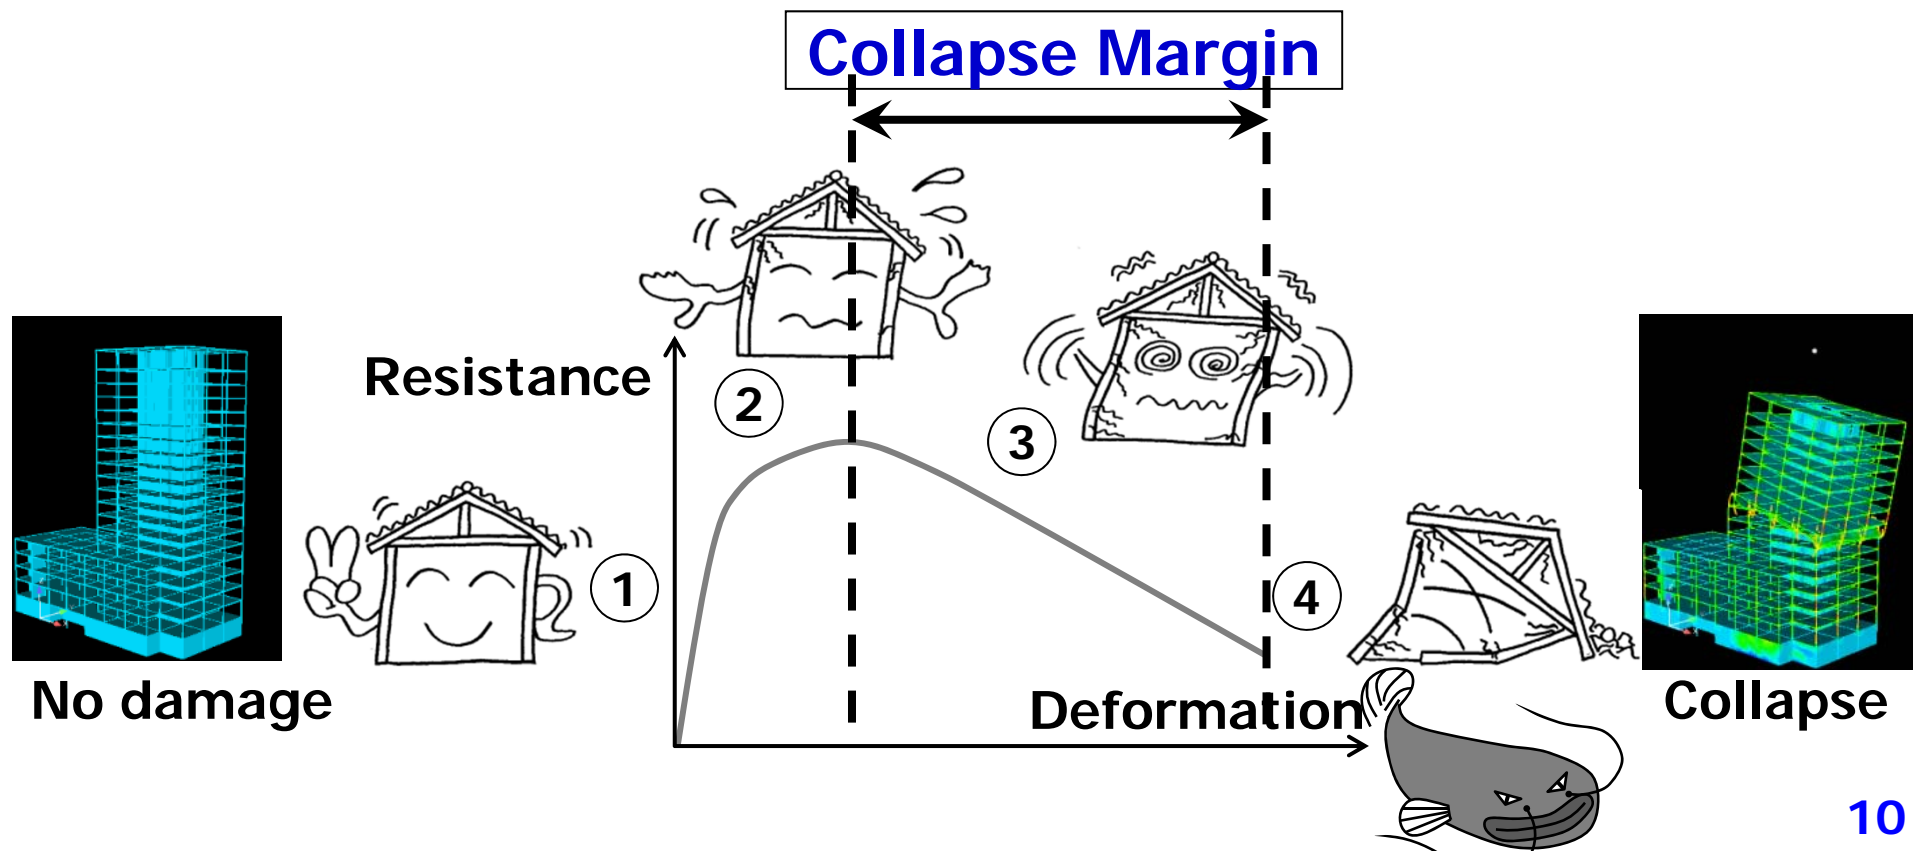 Collapse Margin
Resistance
2
3
1
4
No damage
Deformation
Collapse
10